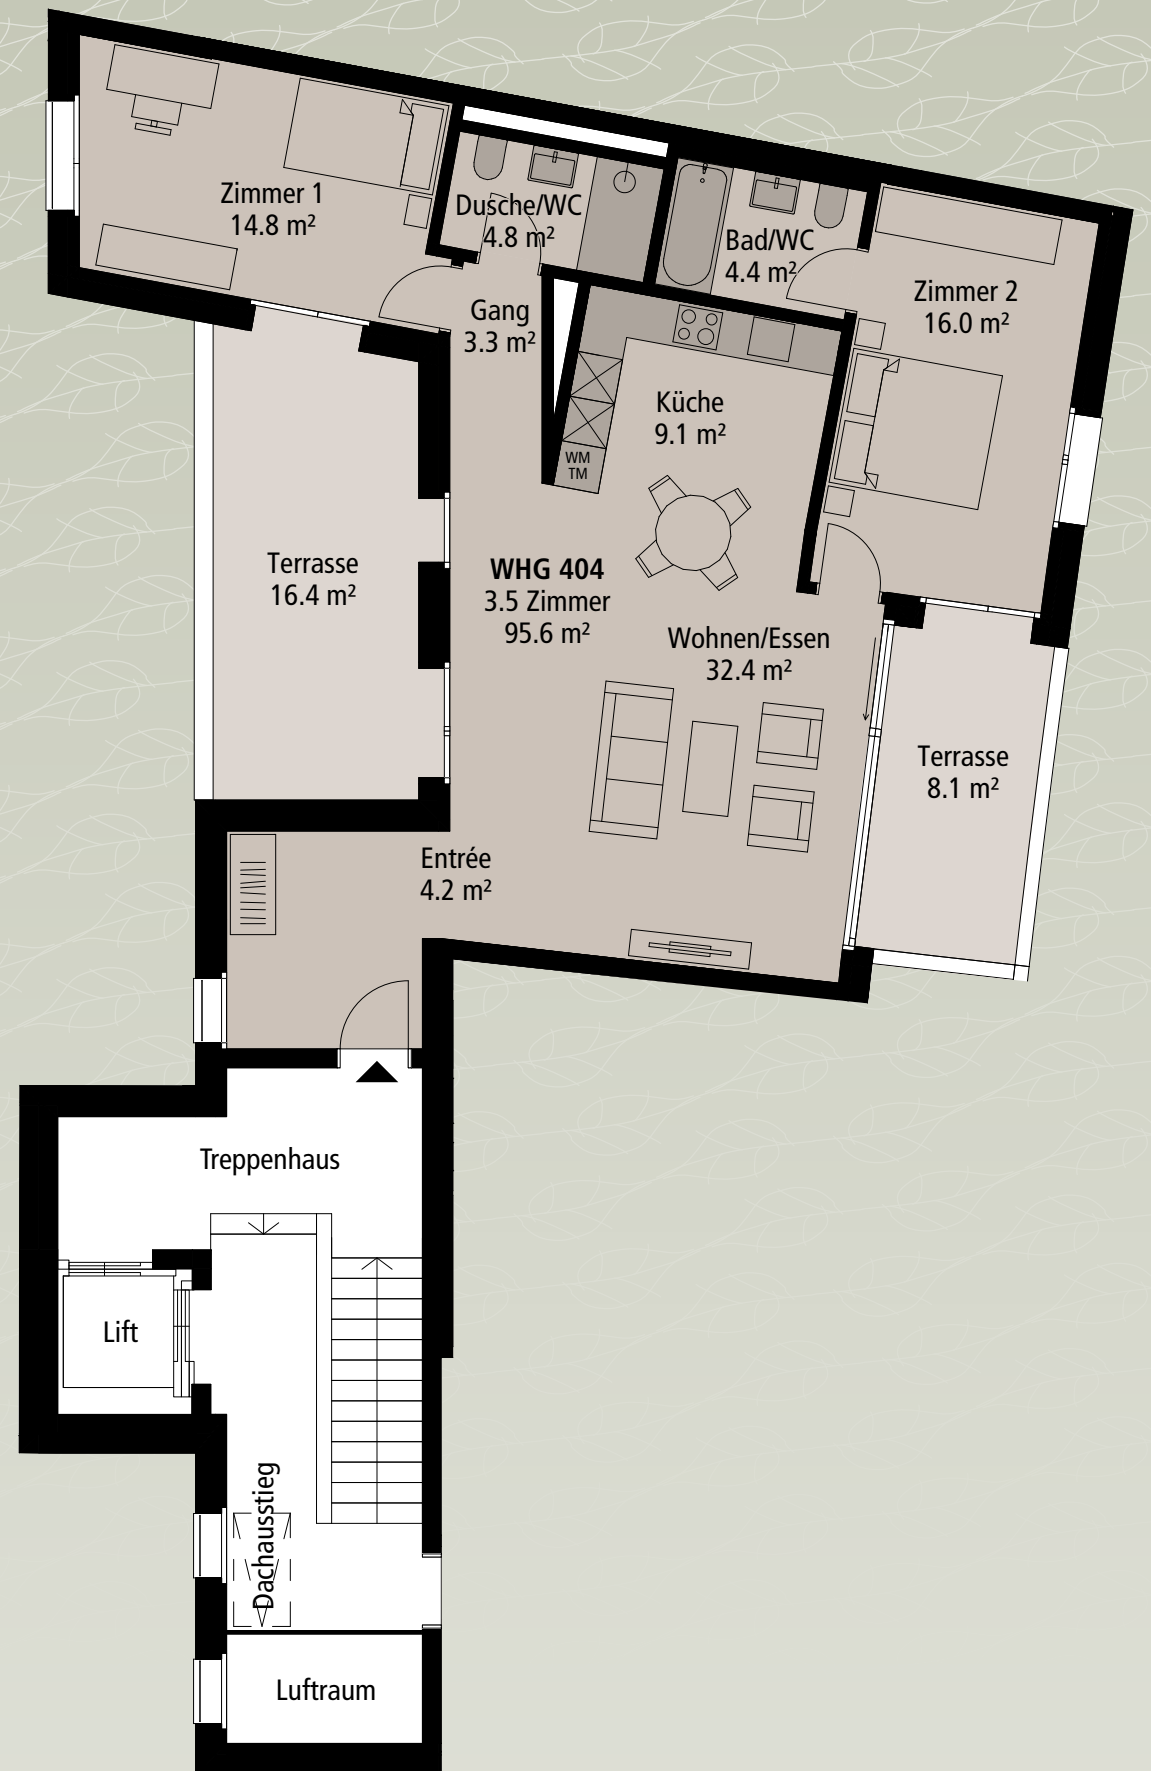 Zimmer 1
14.8 m²
Dusche/WC
4.8 m²
Bad/WC
4.4 m²
Zimmer 2
16.0 m²
Gang
3.3 m²
Küche
9.1 m²
WM
TM
Terrasse
16.4 m²
WHG 404
3.5 Zimmer
95.6 m²
Wohnen/Essen
32.4 m²
Terrasse
8.1 m²
Entrée
4.2 m²
Treppenhaus
Lift
Dachausstieg
Luftraum